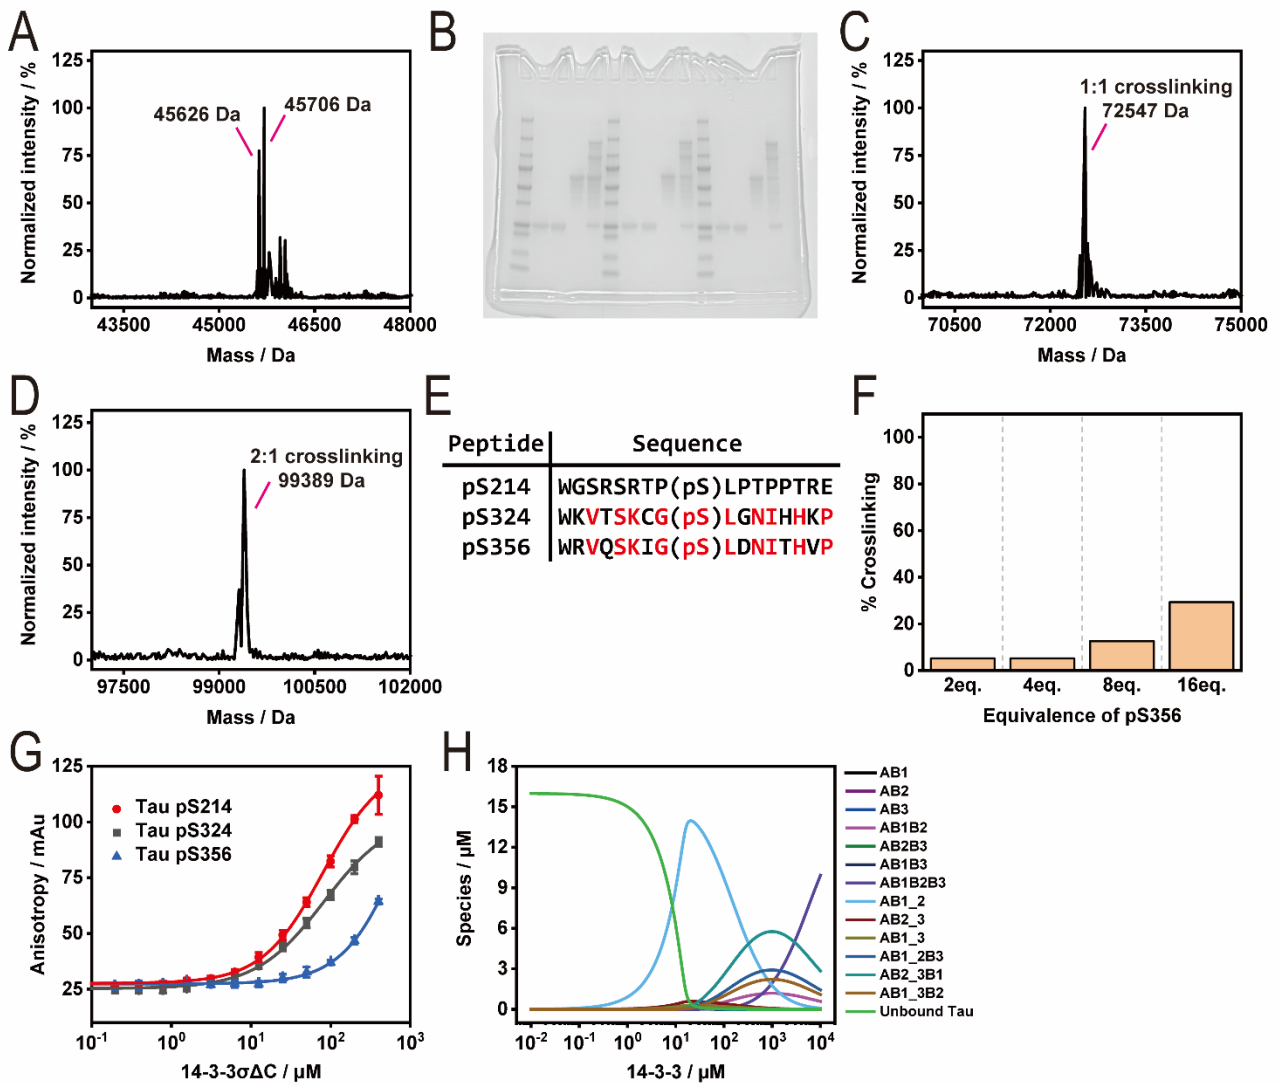 A
Normalized intensity / %
125
100
75
50
25
0
45626 Da
45706 Da
43500
45000
46500
48000
Mass / Da
B
C
Normalized intensity / %
125
100
75
50
25
0
1:1 crosslinking
72547 Da
70500
72000
73500
75000
Mass / Da
D
Normalized intensity / %
125
100
75
50
25
0
2:1 crosslinking
99389 Da
97500
99000
100500
102000
Mass / Da
E
Peptide Sequence
pS214 WGSRSRTP(pS)LPTPPTRE
pS324 WKVTSKCG(pS)LGNIHHKP
pS356 WRVQSKIG(pS)LDNITHVP
F
% Crosslinking
100
80
60
40
20
0
2eq.
4eq.
8eq.
16eq.
Equivalence of pS356
G
Anisotropy / mAu
125
100
75
50
25
Tau pS214
Tau pS324
Tau pS356
10-1
100
101
102
103
14-3-3σΔC / μM
H
Species / μM
18
15
12
9
6
3
0
10-2
10-1
100
101
102
103
104
14-3-3 / μM
AB1
AB2
AB3
AB1B2
AB2B3
AB1B3
AB1B2B3
AB1_2
AB2_3
AB1_3
AB1_2B3
AB2_3B1
AB1_3B2
Unbound Tau